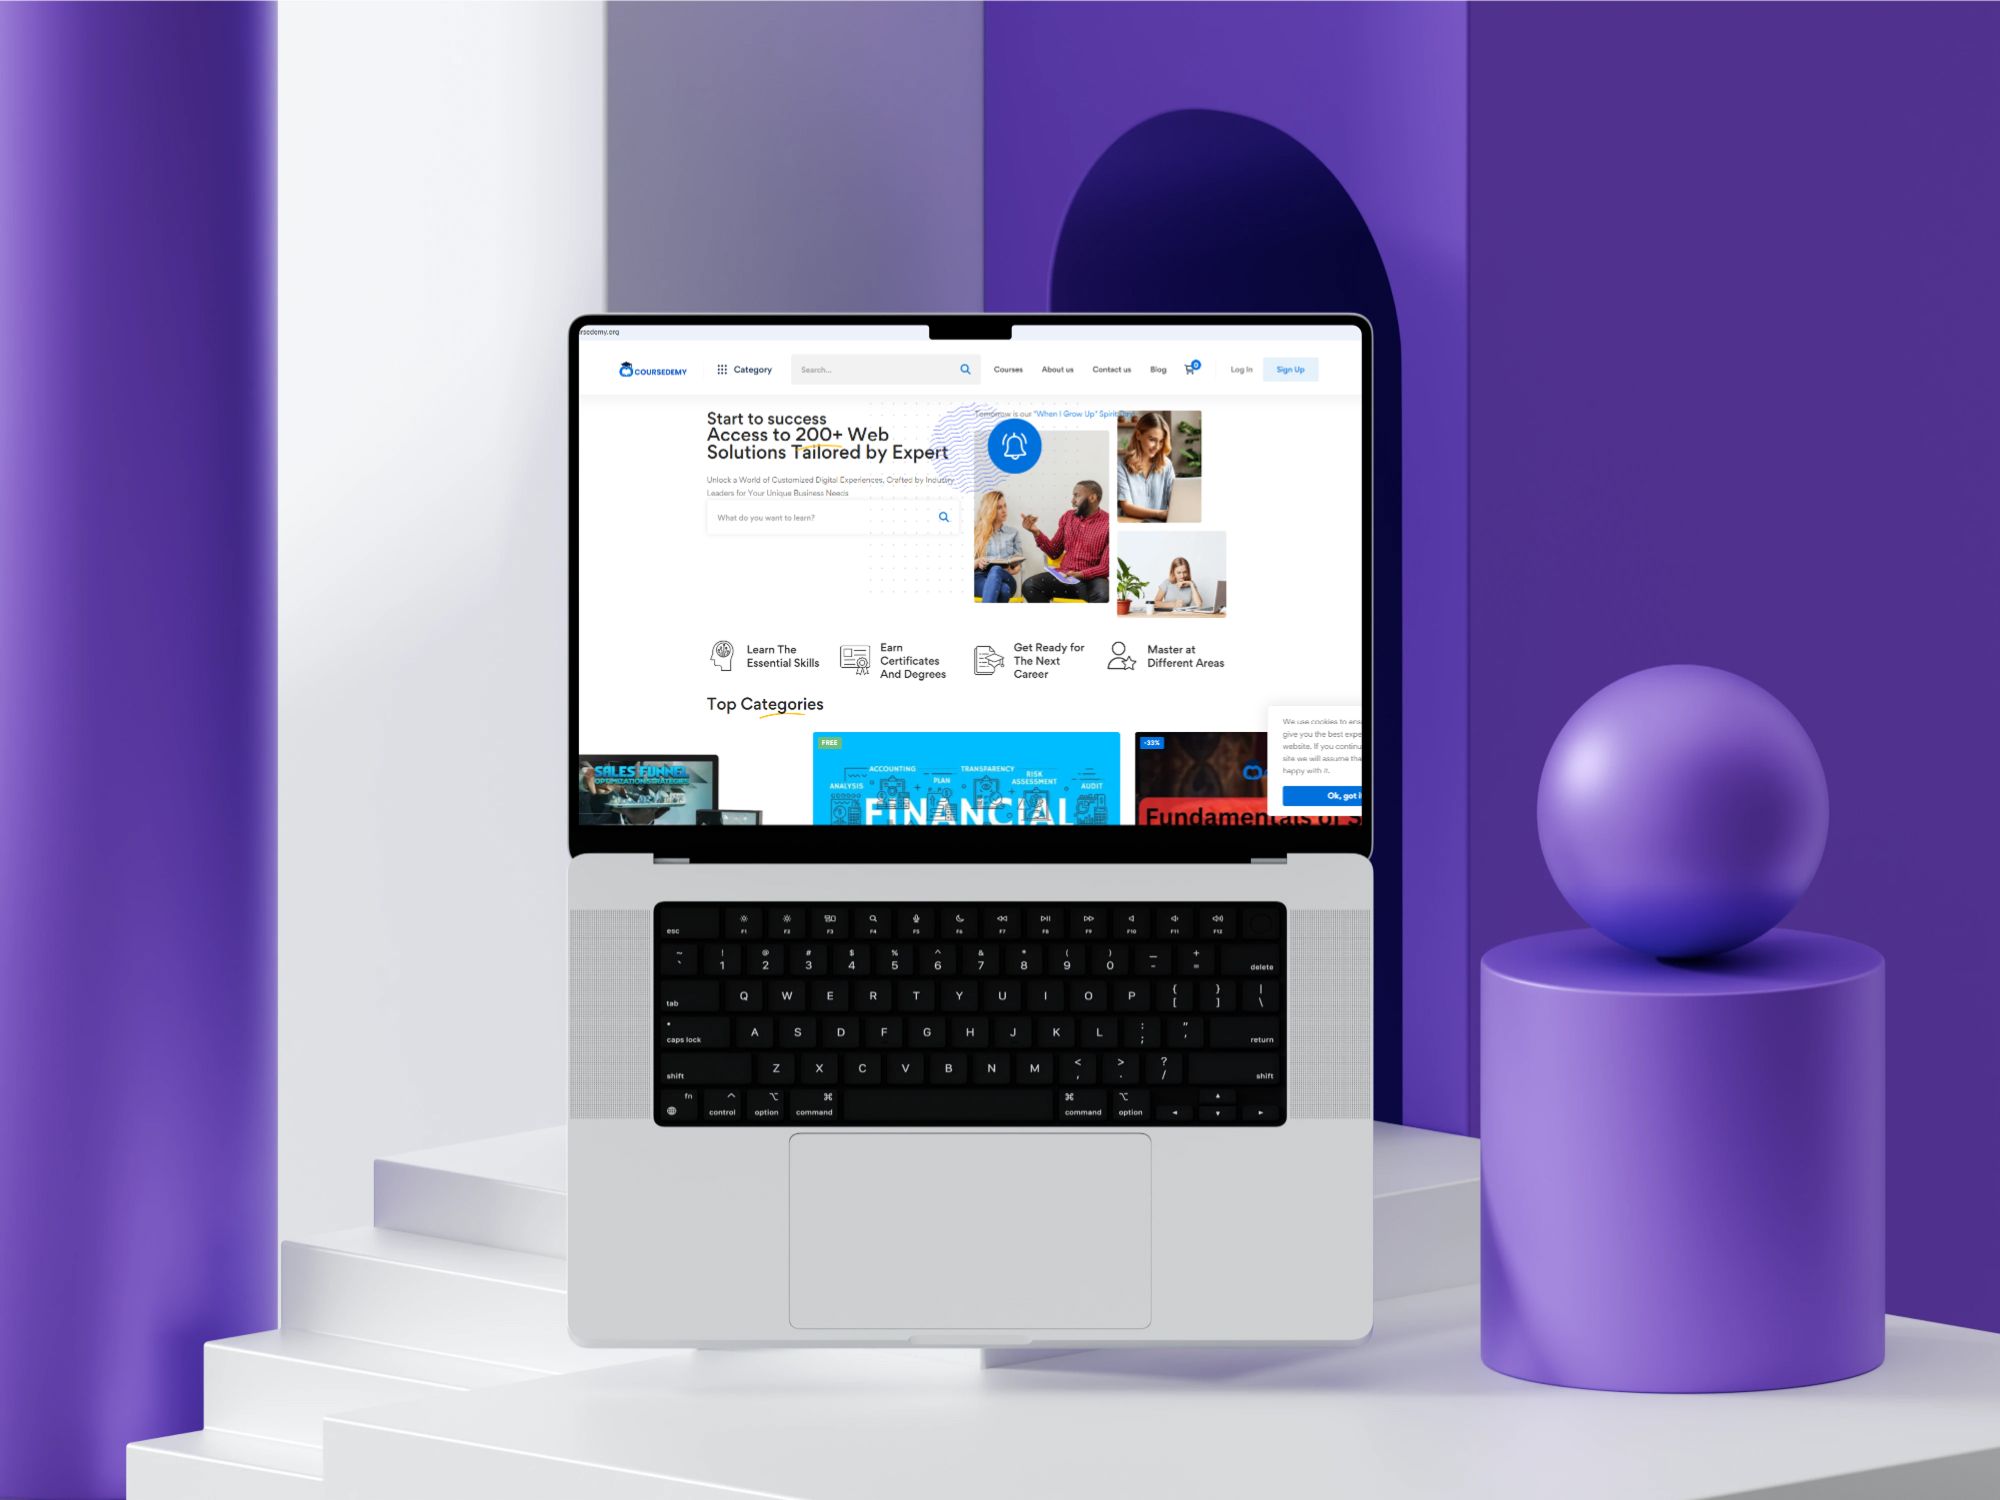 rsedemy.org
COURSEDEMY
Category
Search...
Courses
About us
Contact us
Blog
0
Log In
Sign Up
Start to success
Access to 200+ Web
Solutions Tailored by Expert
Unlock a World of Customized Digital Experiences, Crafted by Industry
Leaders for Your Unique Business Needs
What do you want to learn?
Tomorrow is our "When I Grow Up" Spirit
Learn The
Essential Skills
Earn
Certificates
And Degrees
Get Ready for
The Next
Career
Master at
Different Areas
Top Categories
SALES FUNNEL
OPTIMIZATION STRATEGIES
FREE
ACCOUNTING
TRANSPARENCY
ANALYSIS
PLAN
RISK
ASSESSMENT
AUDIT
FINANCIAL
-33%
Fundamentals of S
We use cookies to ens
give you the best expe
website. If you continu
site we will assume tha
happy with it.
Ok, got i
esc F1 F2 F3 F4 F5 F6 F7 F8 F9 F10 F11 F12
~ ! @ # $ % ^ & * ( ) _ +
` 1 2 3 4 5 6 7 8 9 0 - = delete
tab Q W E R T Y U I O P { [ } ] | \
caps lock A S D F G H J K L : ; " ' return
shift Z X C V B N M < , > . ? / shift
fn control option command command option